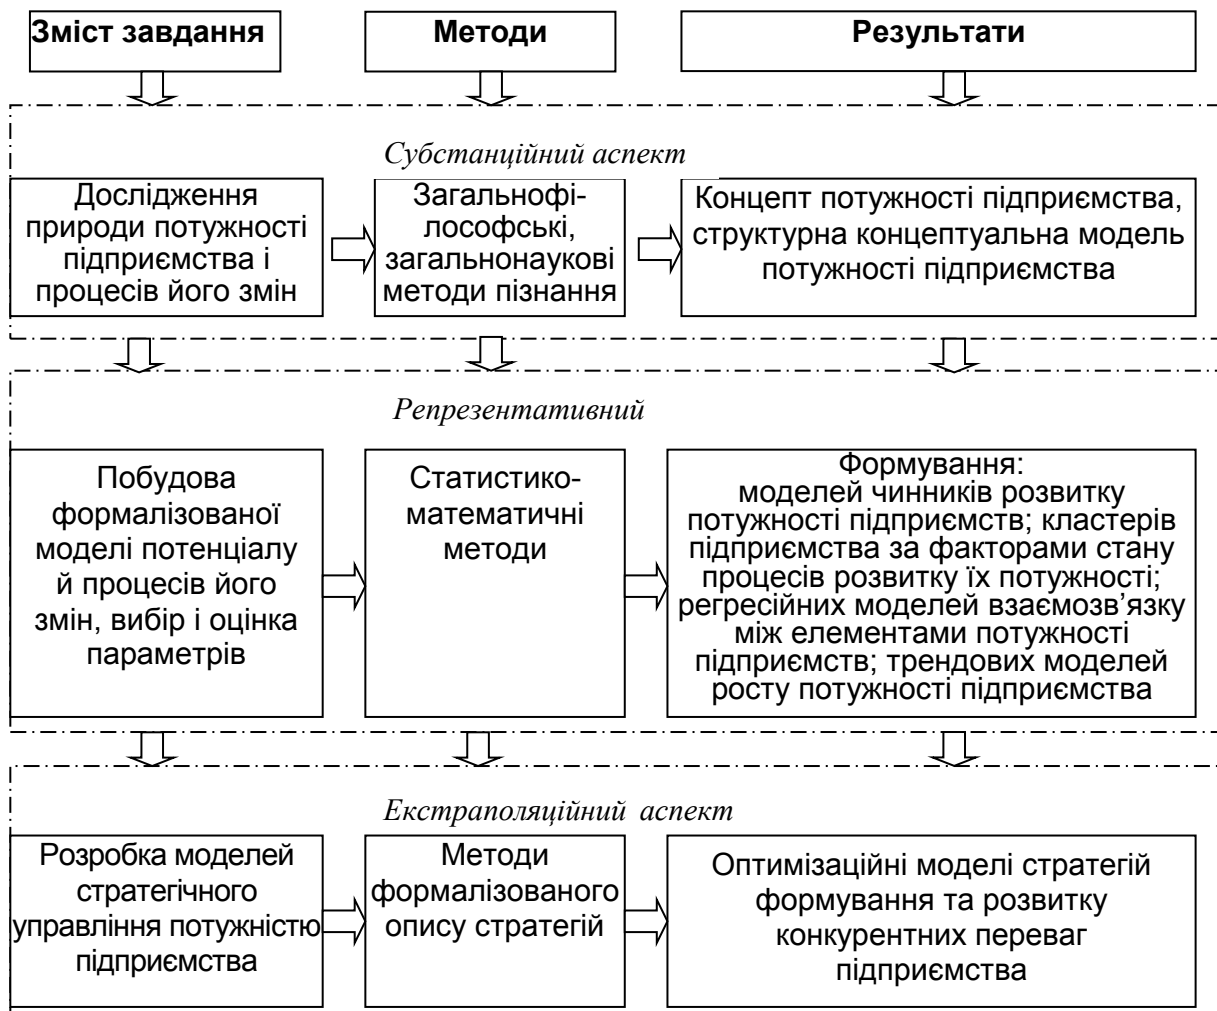 Зміст завдання
Методи
Результати
Субстанційний аспект
Дослідження
природи потужності
підприємства і
процесів його змін
Загальнофі-
лософські,
загальнонаукові
методи пізнання
Концепт потужності підприємства,
структурна концептуальна модель
потужності підприємства
Репрезентативний
Побудова
формалізованої
моделі потенціалу
й процесів його
змін, вибір і оцінка
параметрів
Статистико-
математичні
методи
Формування:
моделей чинників розвитку
потужності підприємств; кластерів
підприємства за факторами стану
процесів розвитку їх потужності;
регресійних моделей взаємозв’язку
між елементами потужності
підприємств; трендових моделей
росту потужності підприємства
Екстраполяційний аспект
Розробка моделей
стратегічного
управління потужністю
підприємства
Методи
формалізованого
опису стратегій
Оптимізаційні моделі стратегій
формування та розвитку
конкурентних переваг
підприємства